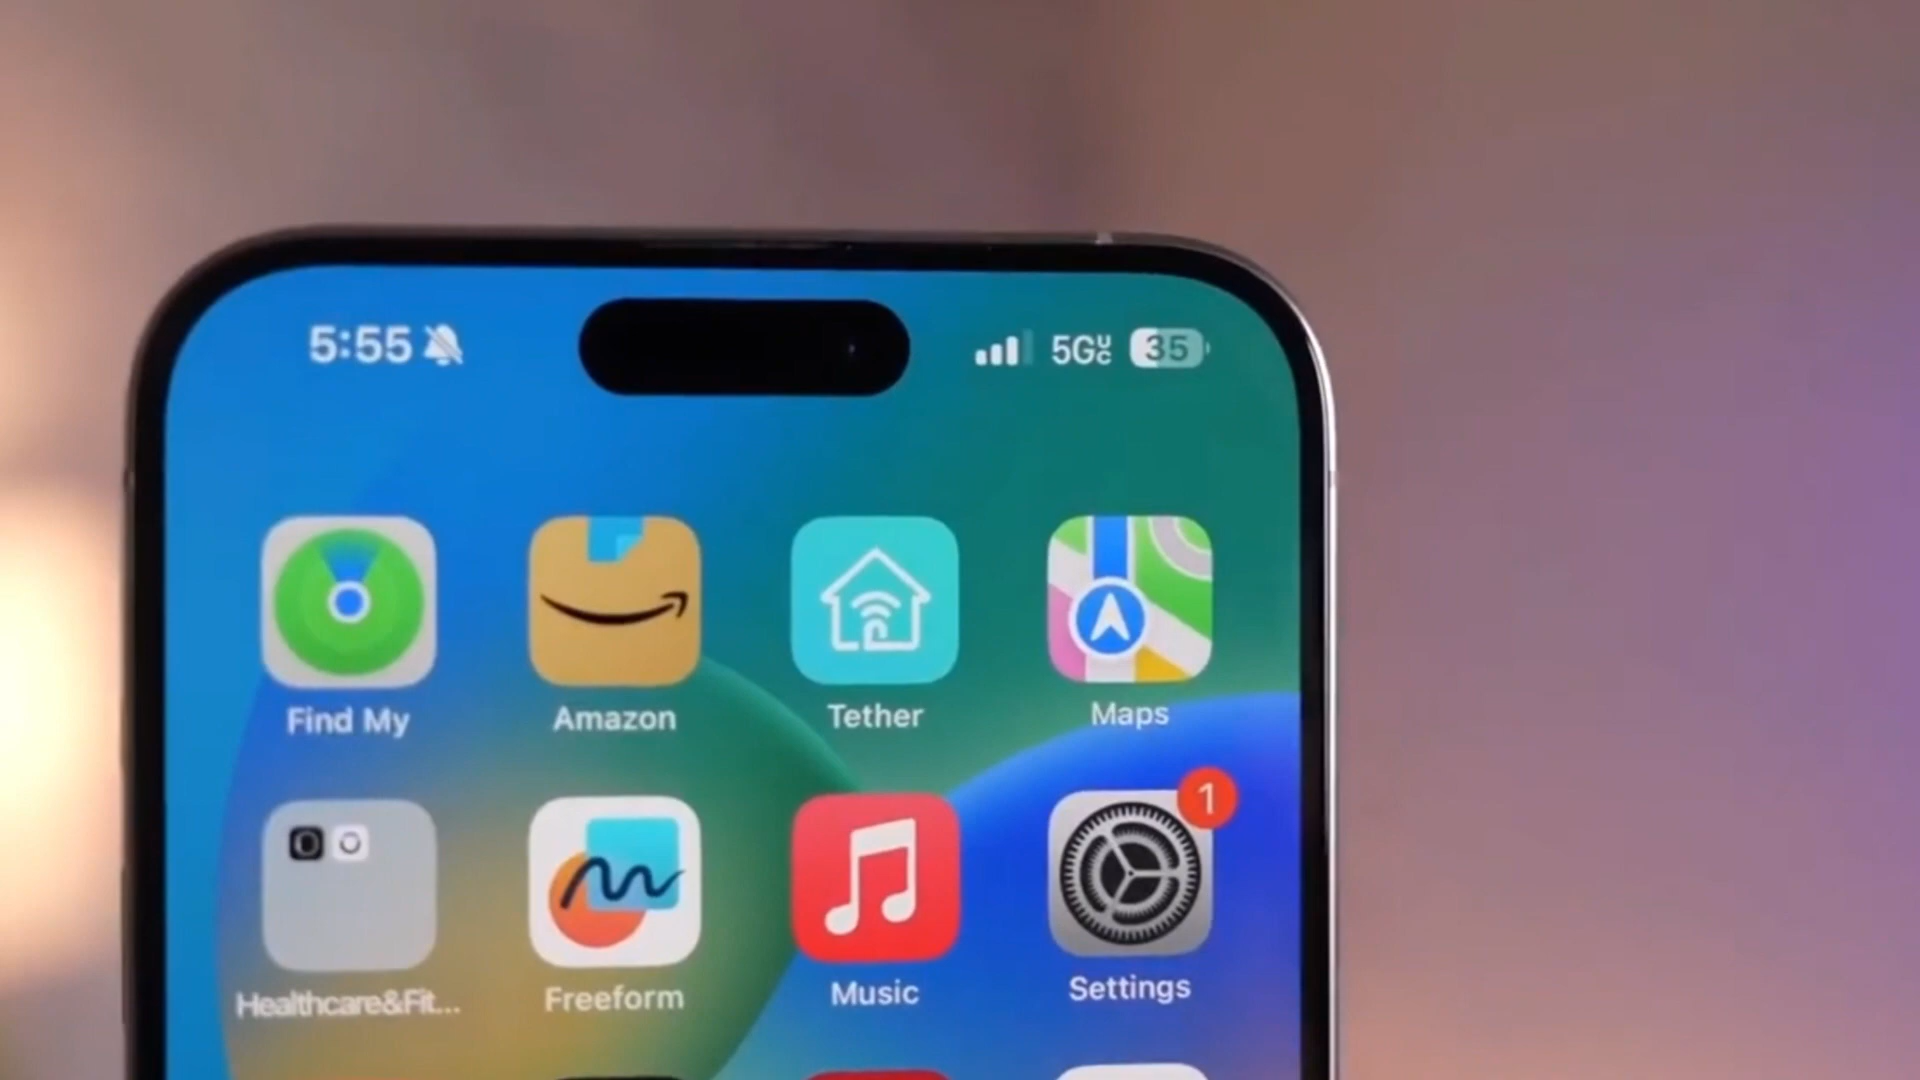 5:55
5G UC 35
Find My
Amazon
Tether
Maps
1
Healthcare&Fit...
Freeform
Music
Settings